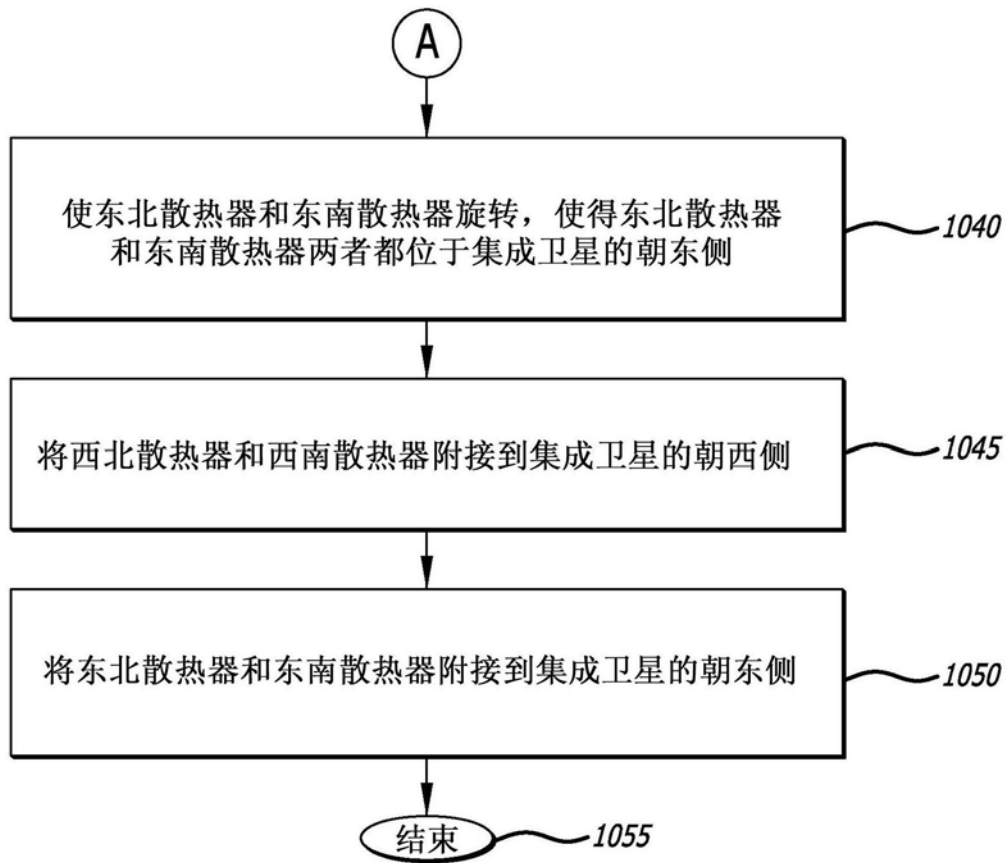 A
使东北散热器和东南散热器旋转，使得东北散热器
和东南散热器两者都位于集成卫星的朝东侧
1040
将西北散热器和西南散热器附接到集成卫星的朝西侧
1045
将东北散热器和东南散热器附接到集成卫星的朝东侧
1050
结束
1055